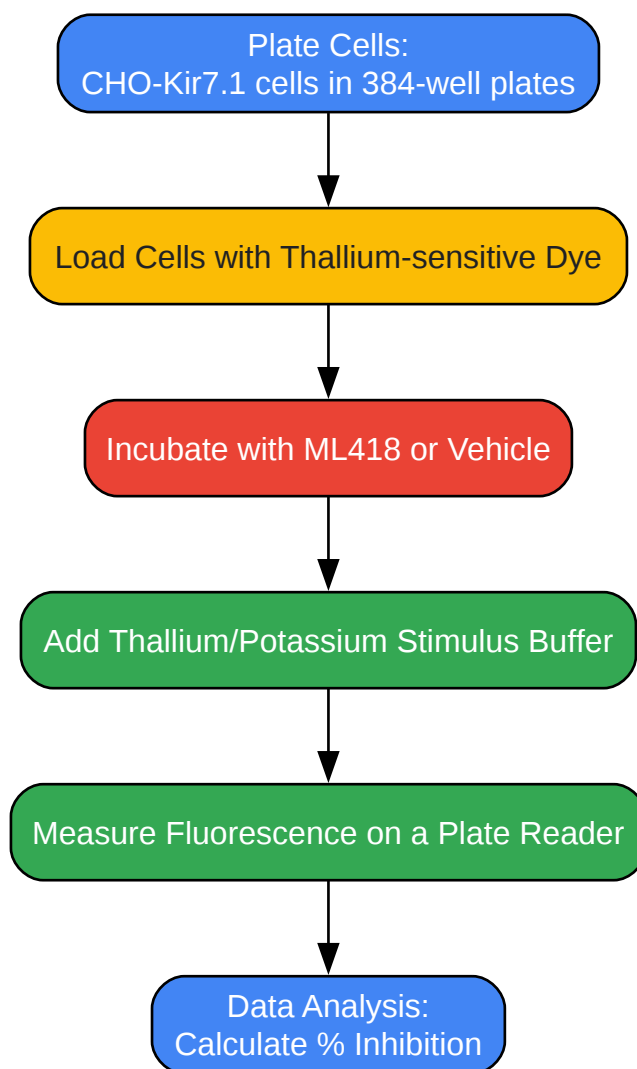 Plate Cells:
CHO-Kir7.1 cells in 384-well plates
Load Cells with Thallium-sensitive Dye
Incubate with ML418 or Vehicle
Add Thallium/Potassium Stimulus Buffer
Measure Fluorescence on a Plate Reader
Data Analysis:
Calculate % Inhibition